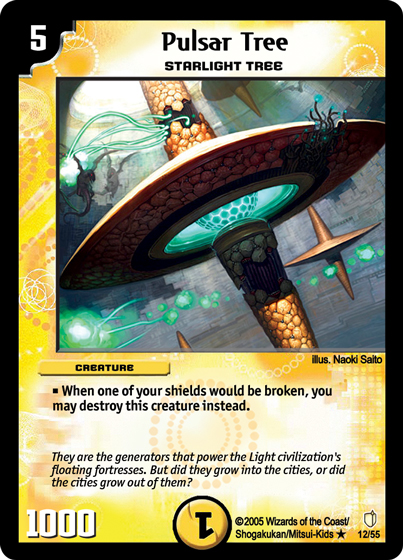 5
Pulsar Tree
STARLIGHT TREE
illus. Naoki Saito
CREATURE
▪ When one of your shields would be broken, you
may destroy this creature instead.
They are the generators that power the Light civilization's
floating fortresses. But did they grow into the cities, or did
the cities grow out of them?
1000
1
©2005 Wizards of the Coast/
Shogakukan/Mitsui-Kids ★ 12/55